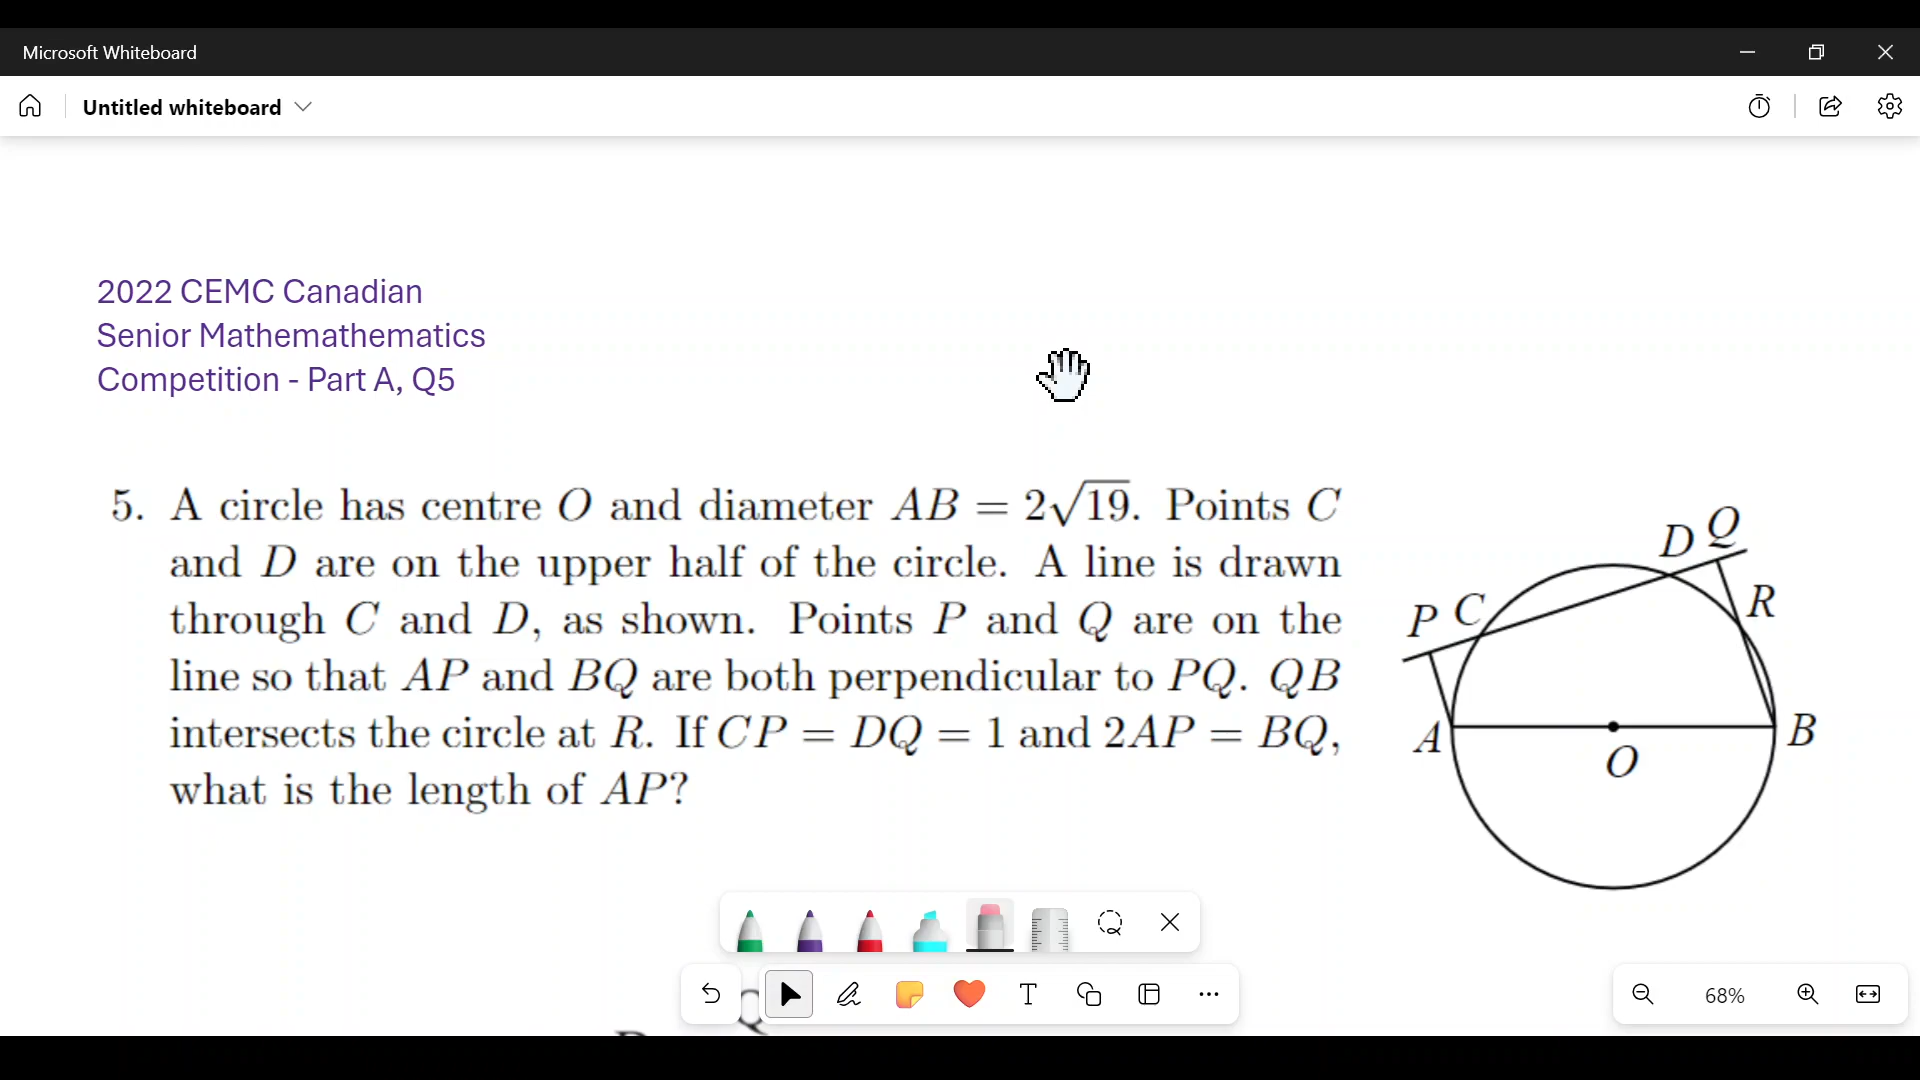 Microsoft Whiteboard
Untitled whiteboard
2022 CEMC Canadian
Senior Mathemathematics
Competition - Part A, Q5
5. A circle has centre O and diameter AB = 2√19. Points C
and D are on the upper half of the circle. A line is drawn
through C and D, as shown. Points P and Q are on the
line so that AP and BQ are both perpendicular to PQ. QB
intersects the circle at R. If CP = DQ = 1 and 2AP = BQ,
what is the length of AP?
D Q
P C R
A B
O
T
68%